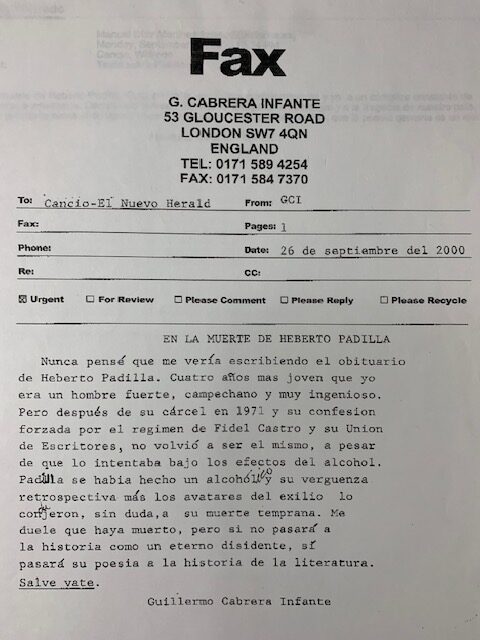 Fax
G. CABRERA INFANTE
53 GLOUCESTER ROAD
LONDON SW7 4QN
ENGLAND
TEL: 0171 589 4254
FAX: 0171 584 7370
To: Cancio-El Nuevo Herald From: GCI
Fax: Pages: 1
Phone: Date: 26 de septiembre del 2000
Re: CC:
☒ Urgent ☐ For Review ☐ Please Comment ☐ Please Reply ☐ Please Recycle
EN LA MUERTE DE HEBERTO PADILLA
Nunca pensé que me vería escribiendo el obituario
de Heberto Padilla. Cuatro años mas joven que yo
era un hombre fuerte, campechano y muy ingenioso.
Pero después de su cárcel en 1971 y su confesion
forzada por el regimen de Fidel Castro y su Union
de Escritores, no volvió a ser el mismo, a pesar
de que lo intentaba bajo los efectos del alcohol.
Padilla se habia hecho un alcohólico y su verguenza
retrospectiva más los avatares del exilio lo
condujeron, sin duda,a su muerte temprana. Me
duele que haya muerto, pero si no pasará a
la historia como un eterno disidente, sí
pasará su poesia a la historia de la literatura.
Salve vate.
Guillermo Cabrera Infante